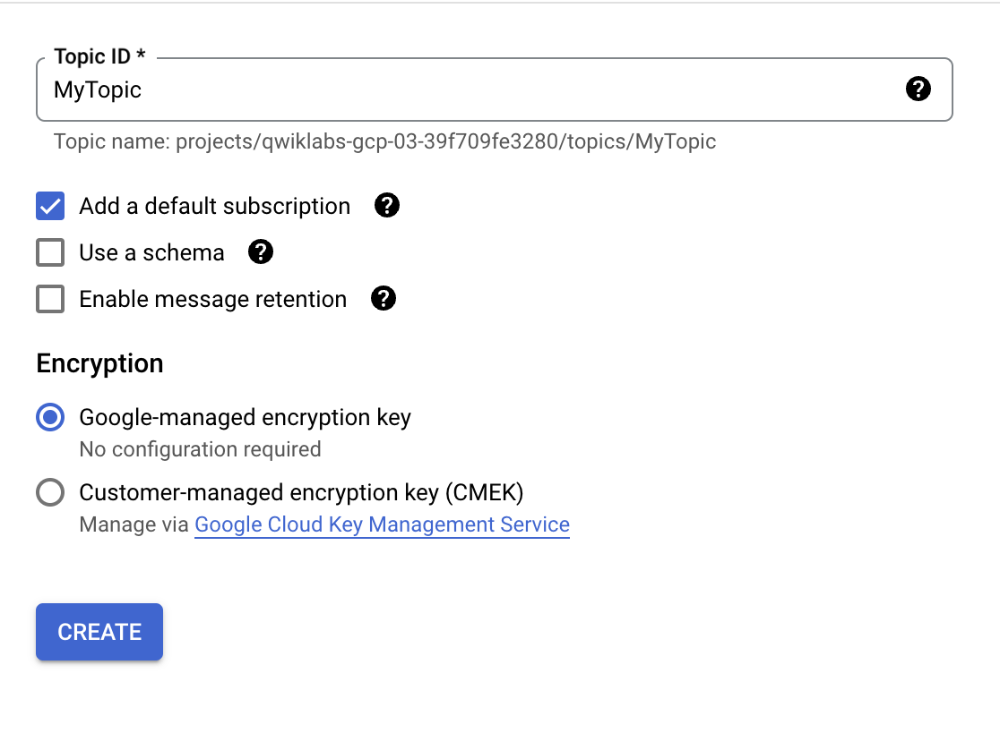 Topic ID *
MyTopic
Topic name: projects/qwiklabs-gcp-03-39f709fe3280/topics/MyTopic
Add a default subscription
Use a schema
Enable message retention
Encryption
Google-managed encryption key
No configuration required
Customer-managed encryption key (CMEK)
Manage via Google Cloud Key Management Service
CREATE